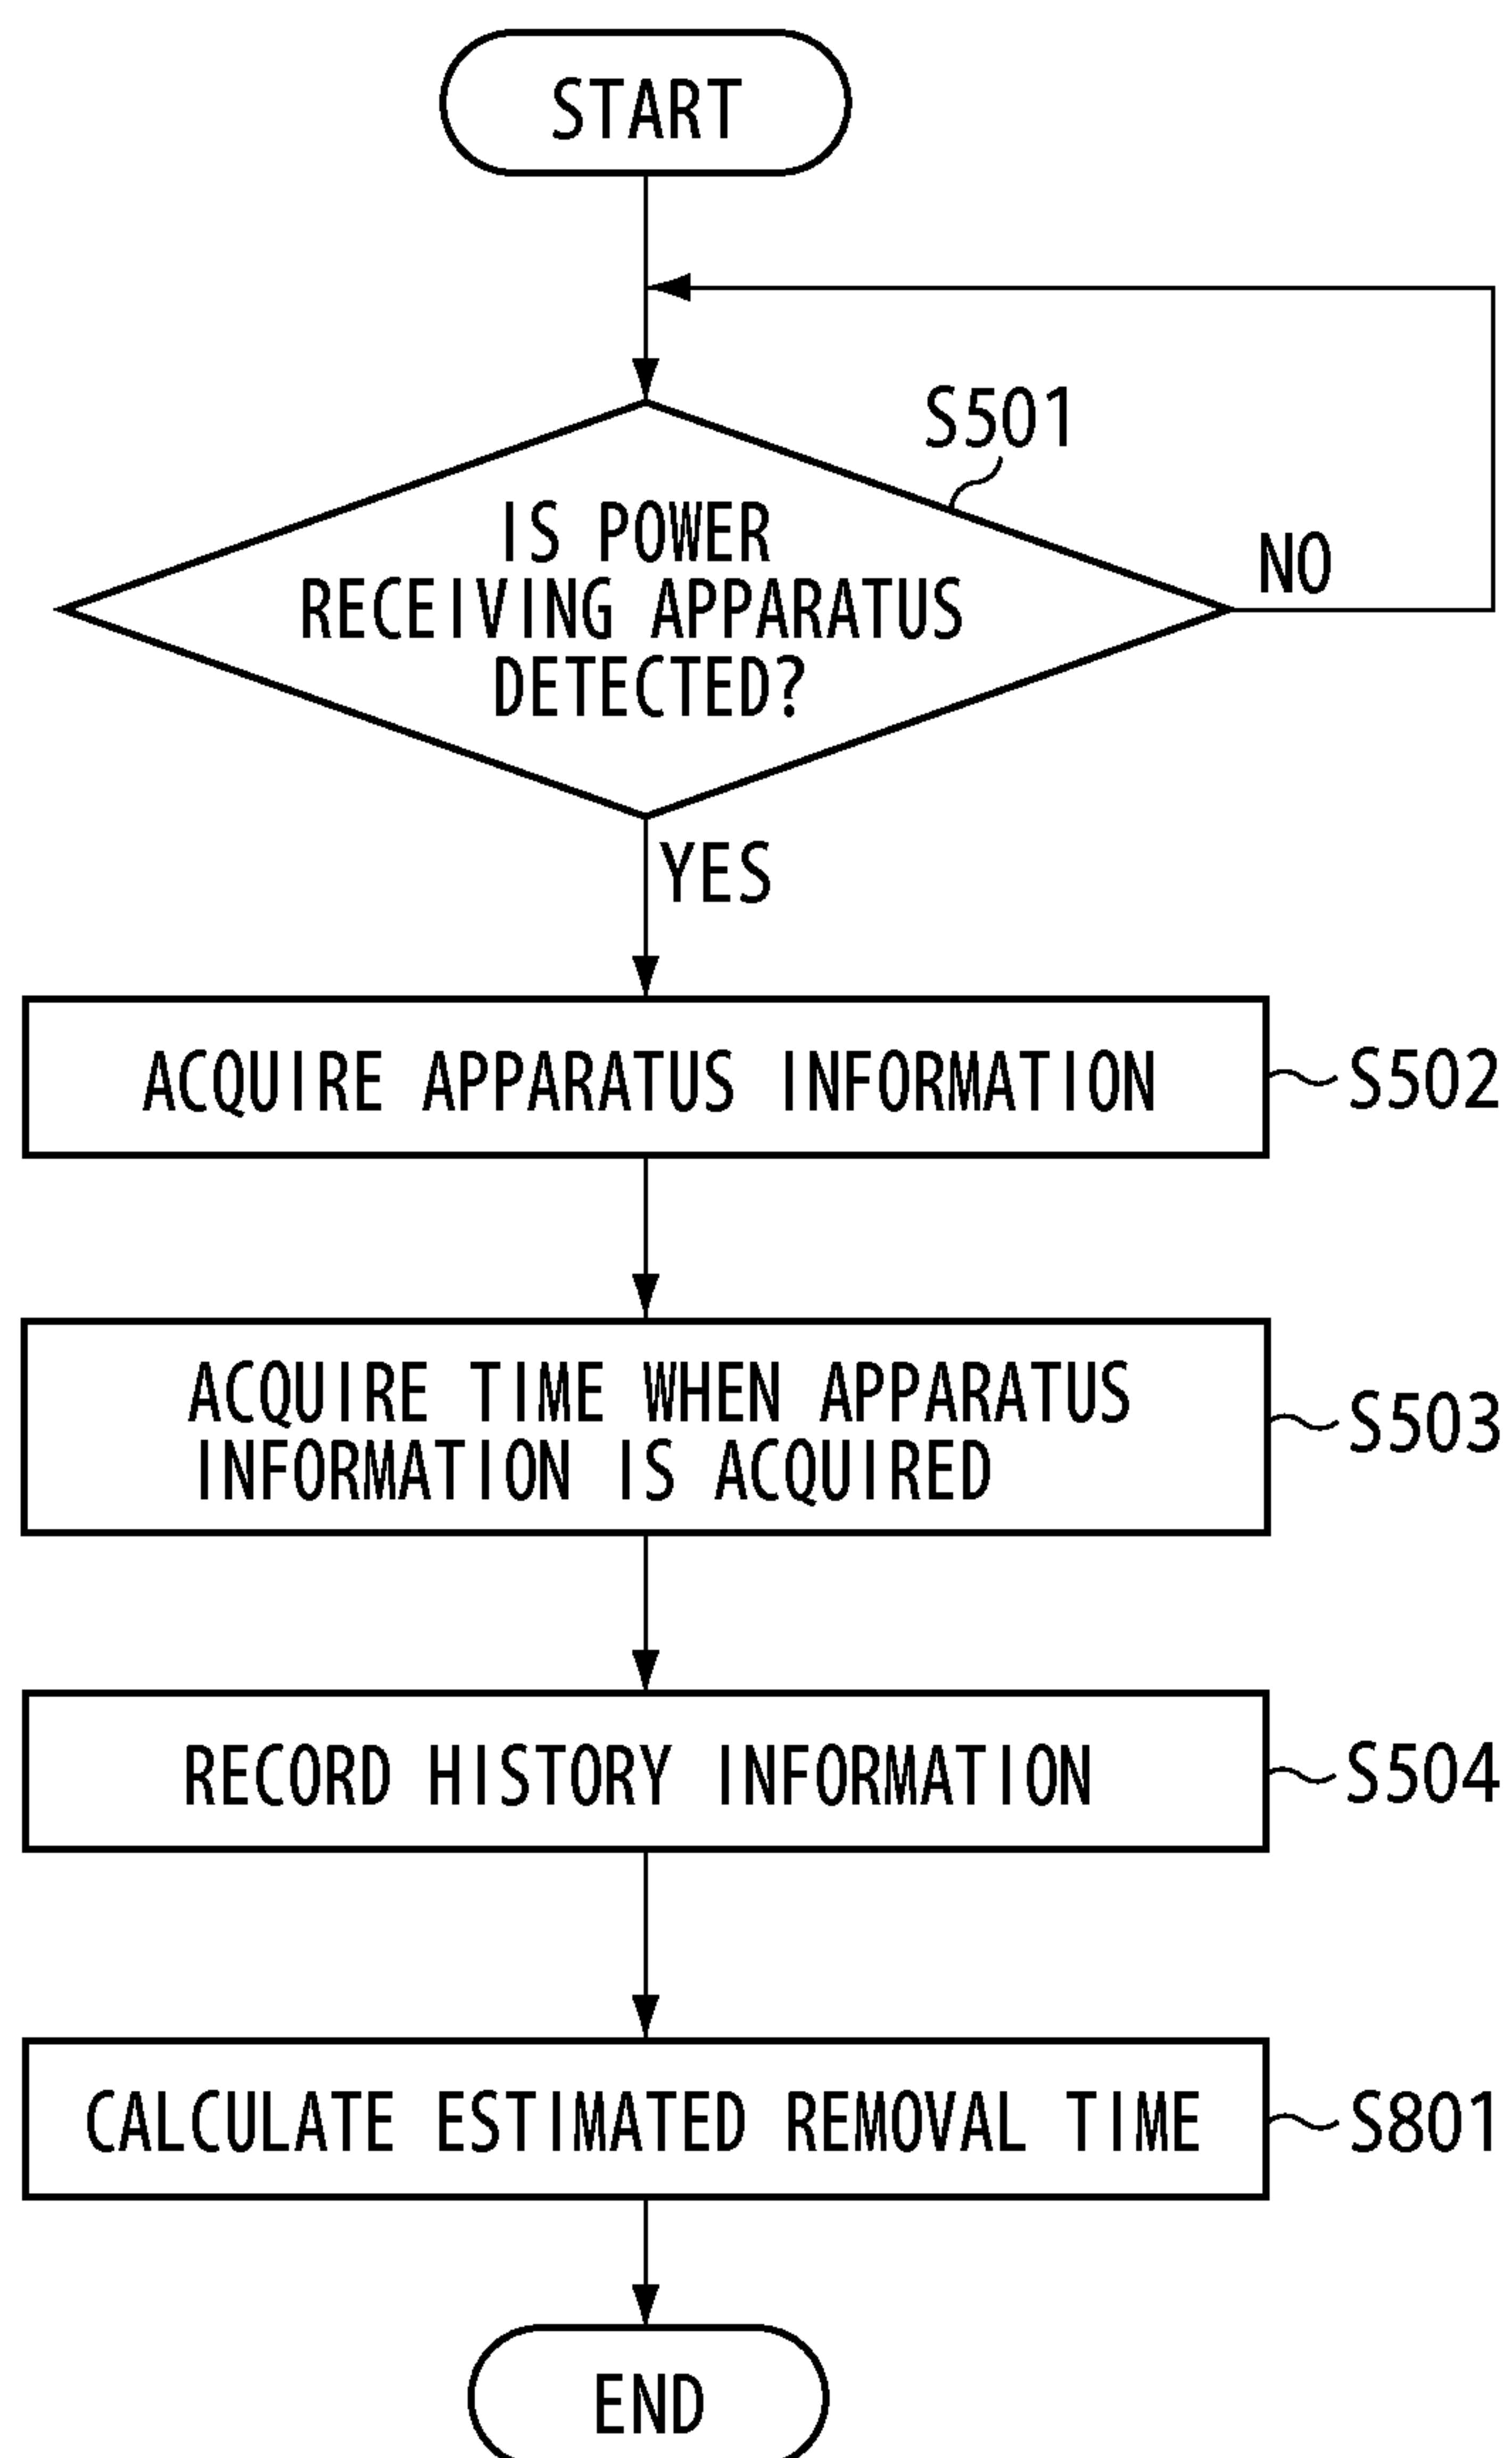 START
S501
IS POWER
RECEIVING APPARATUS
DETECTED?
NO
YES
ACQUIRE APPARATUS INFORMATION
S502
ACQUIRE TIME WHEN APPARATUS
INFORMATION IS ACQUIRED
S503
RECORD HISTORY INFORMATION
S504
CALCULATE ESTIMATED REMOVAL TIME
S801
END